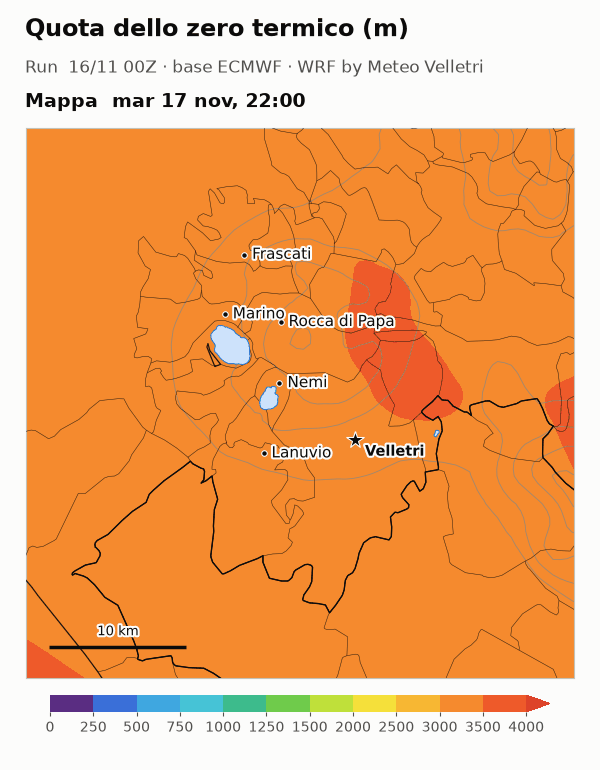 Quota dello zero termico (m)
Run  16/11 00Z · base ECMWF · WRF by Meteo Velletri
Mappa  mar 17 nov, 22:00
Frascati
Marino
Rocca di Papa
Nemi
Velletri
Lanuvio
10 km
0 250 500 750 1000 1250 1500 2000 2500 3000 3500 4000